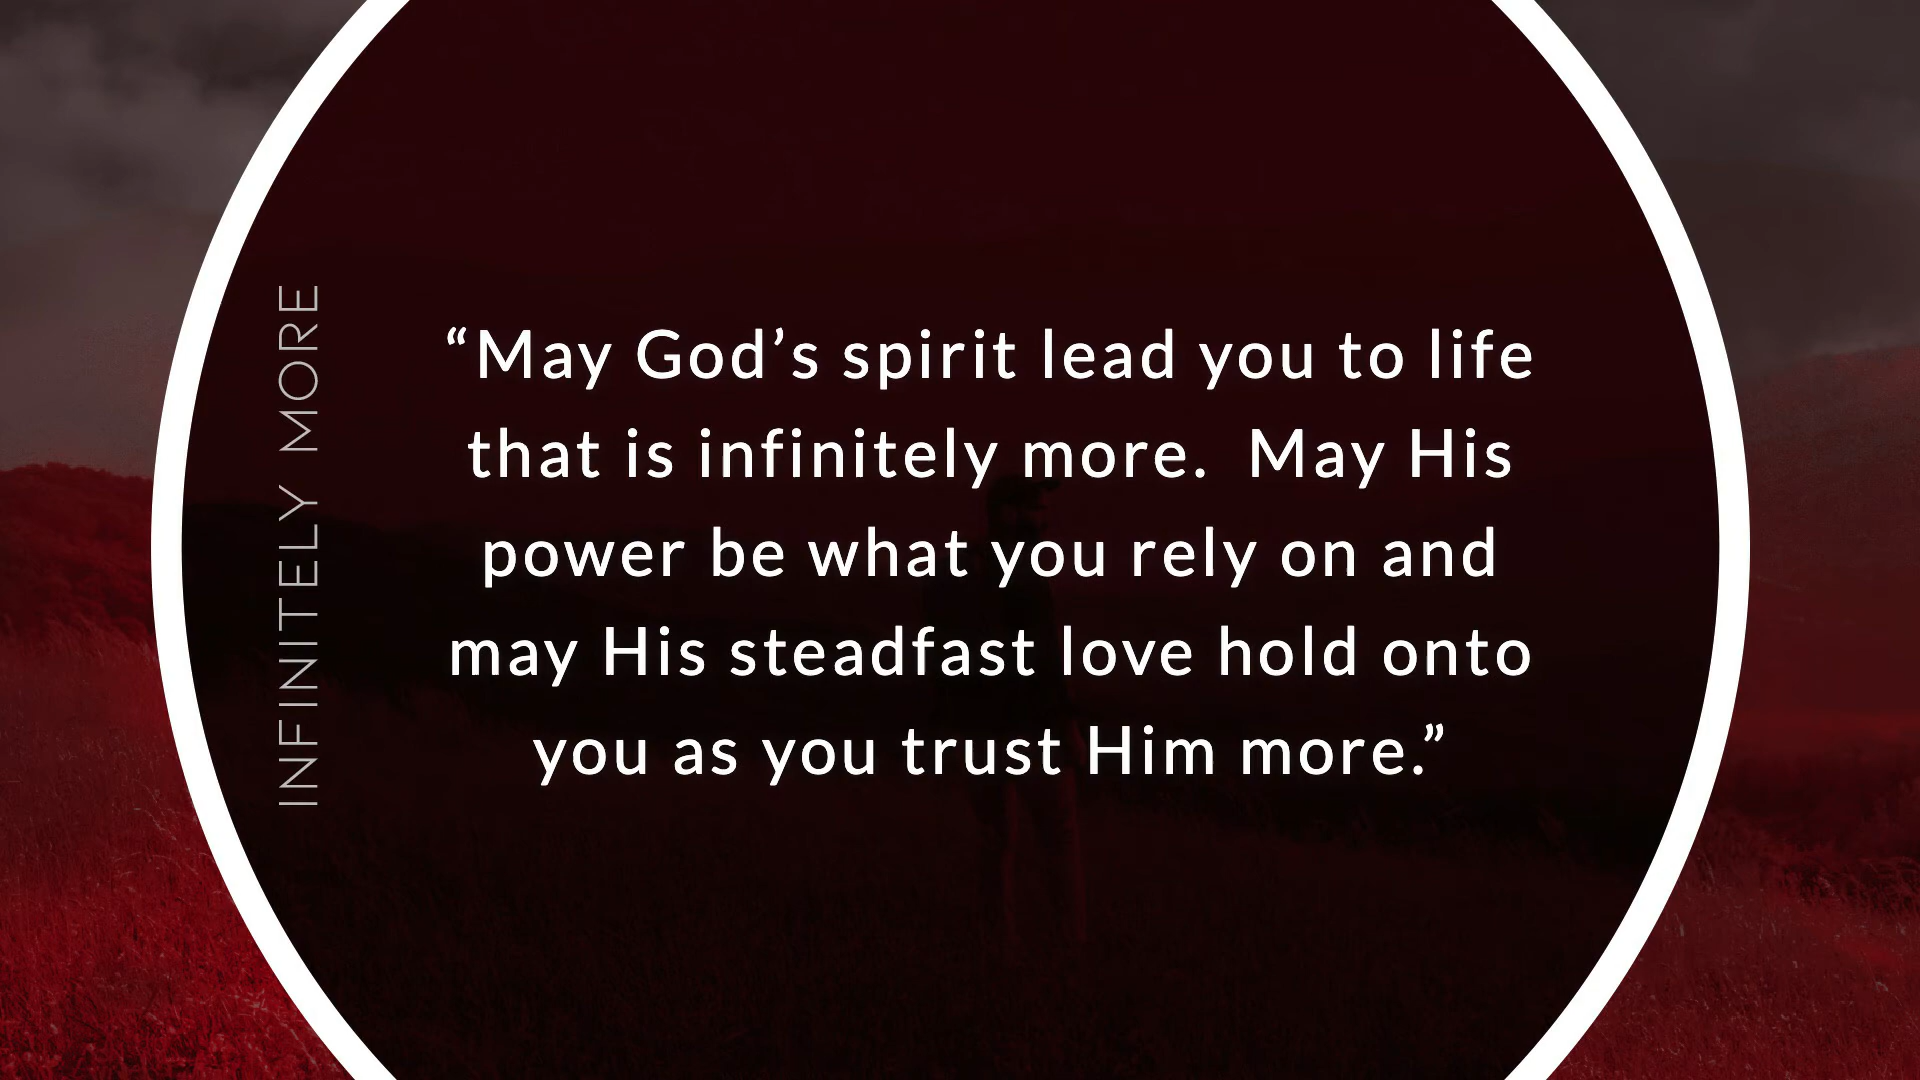 INFINITELY MORE
“May God’s spirit lead you to life
that is infinitely more.  May His
power be what you rely on and
may His steadfast love hold onto
you as you trust Him more.”